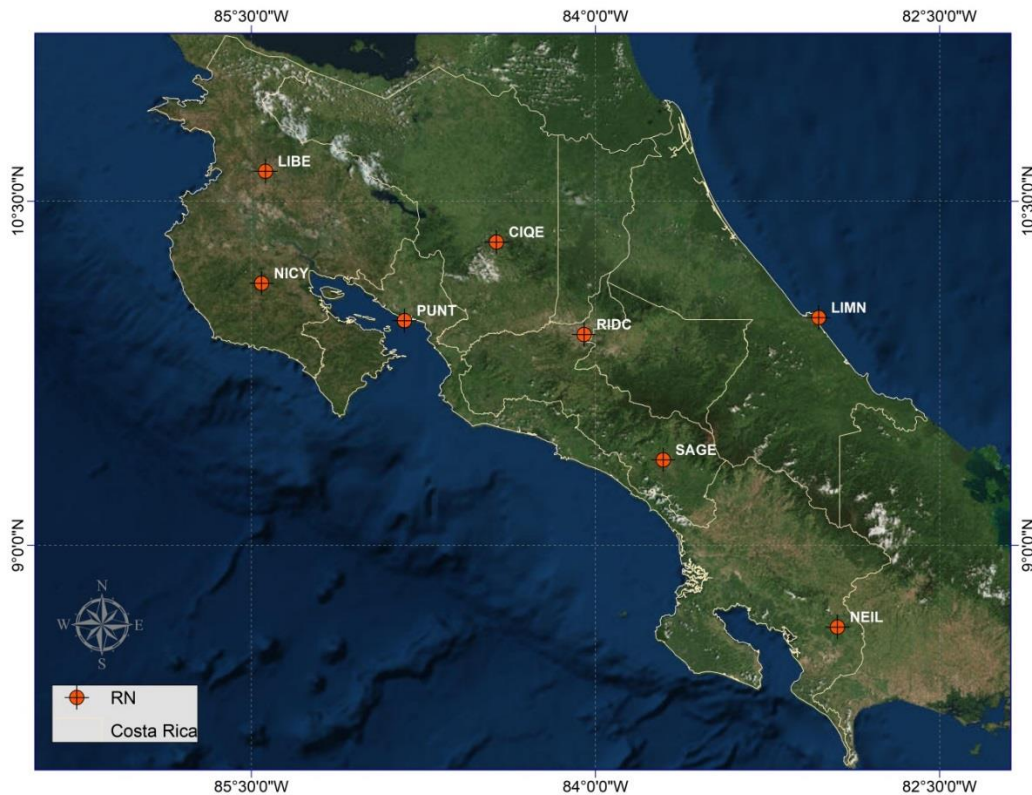 85°30'0"W 84°0'0"W 82°30'0"W
LIBE
10°30'0"N 10°30'0"N
CIQE
NICY
PUNT
LIMN
RIDC
SAGE
9°0'0"N 9°0'0"N
NEIL
N
W E
S
RN
Costa Rica
85°30'0"W 84°0'0"W 82°30'0"W